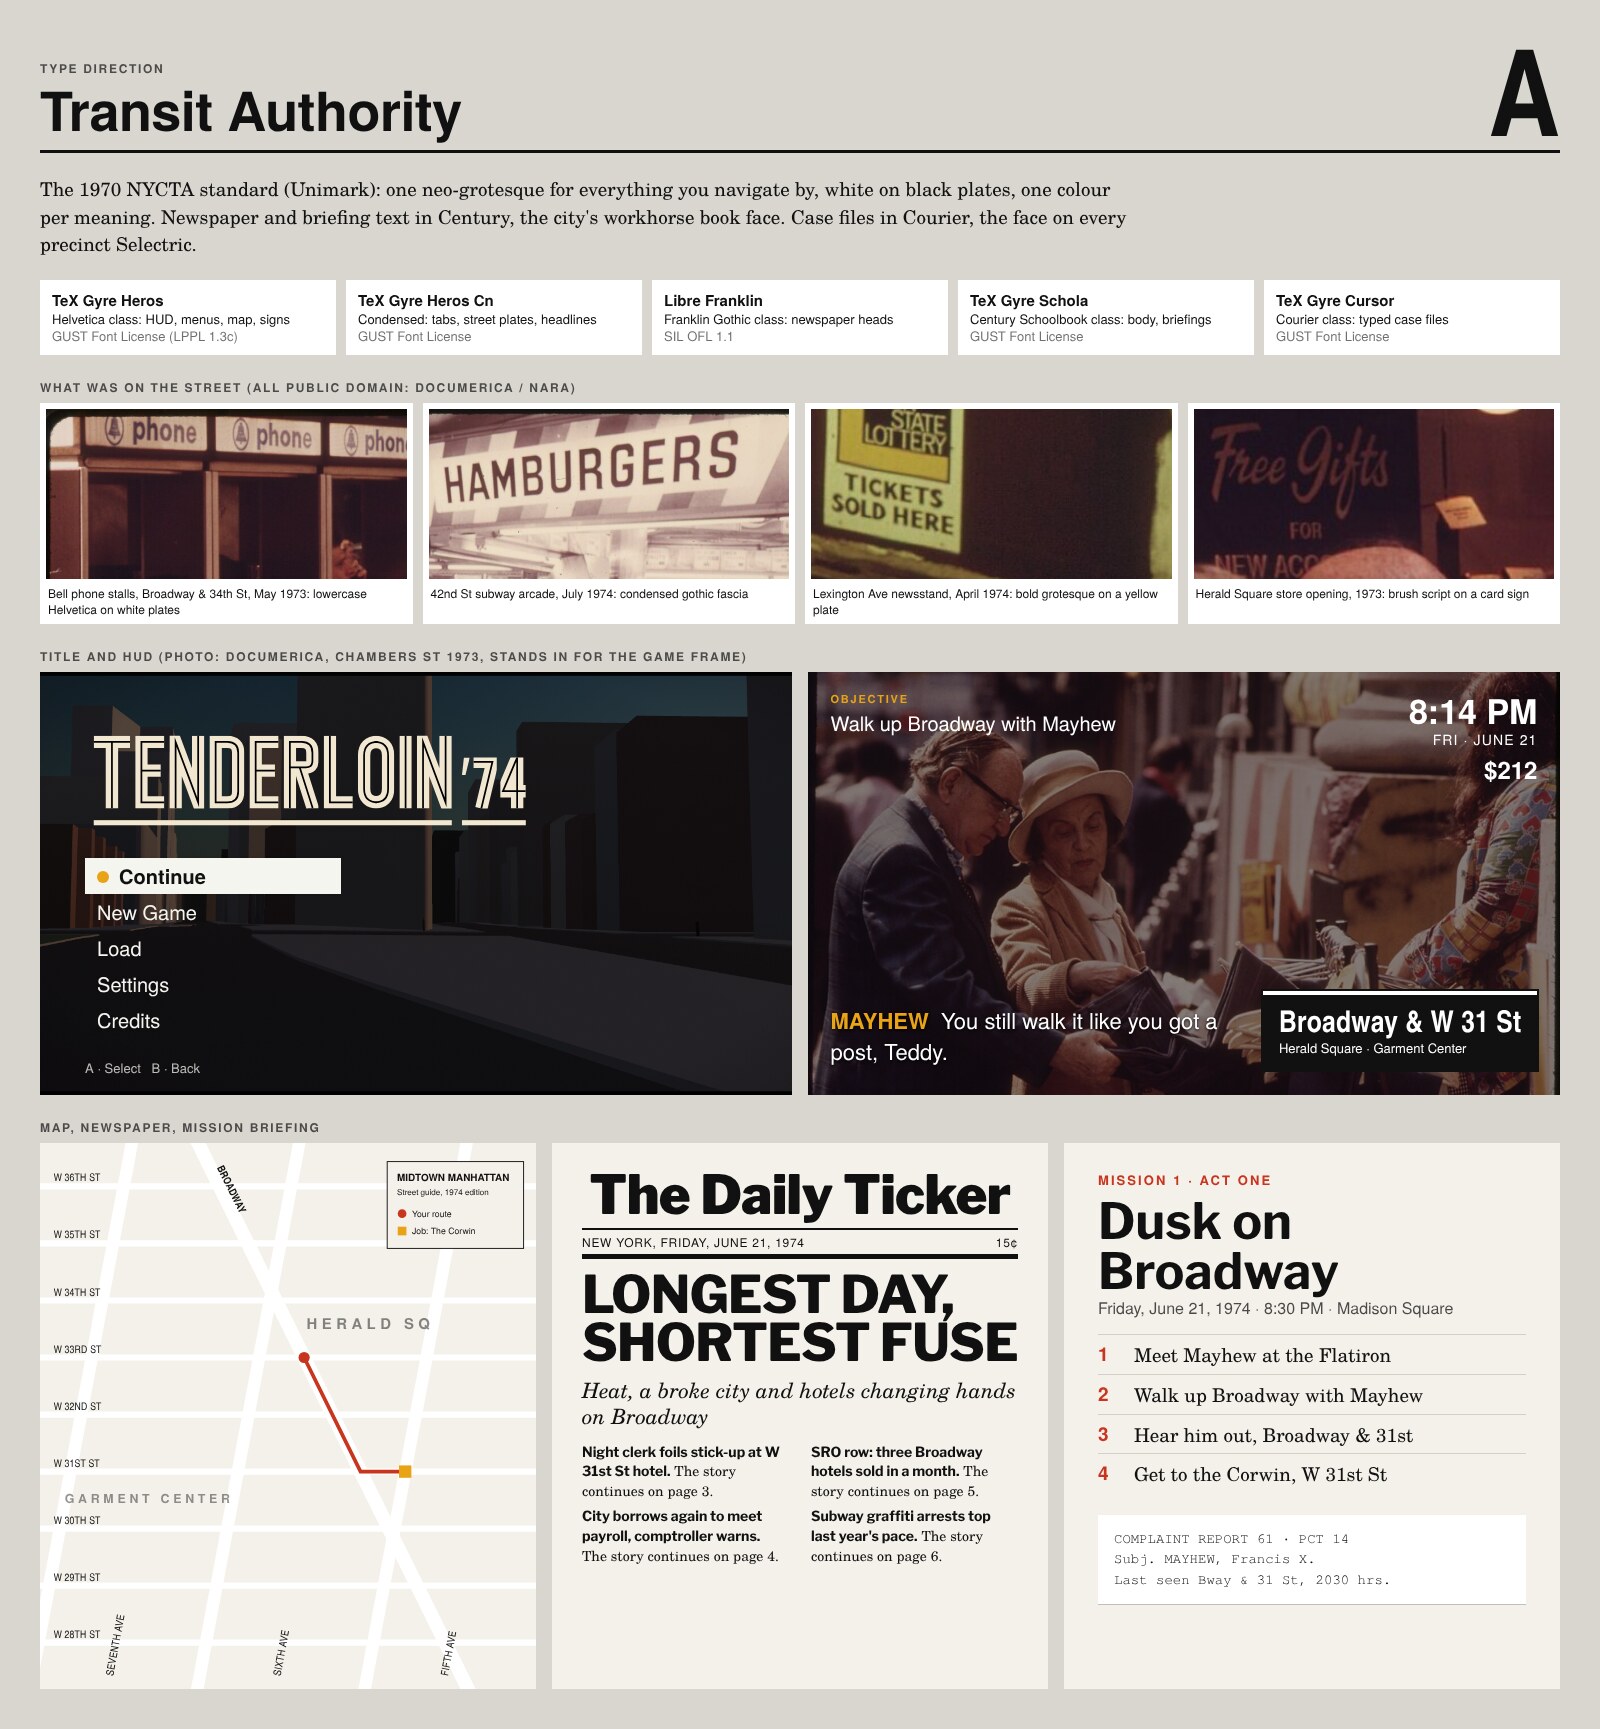 TYPE DIRECTION
Transit Authority
A
The 1970 NYCTA standard (Unimark): one neo-grotesque for everything you navigate by, white on black plates, one colour
per meaning. Newspaper and briefing text in Century, the city's workhorse book face. Case files in Courier, the face on every
precinct Selectric.
TeX Gyre Heros
Helvetica class: HUD, menus, map, signs
GUST Font License (LPPL 1.3c)
TeX Gyre Heros Cn
Condensed: tabs, street plates, headlines
GUST Font License
Libre Franklin
Franklin Gothic class: newspaper heads
SIL OFL 1.1
TeX Gyre Schola
Century Schoolbook class: body, briefings
GUST Font License
TeX Gyre Cursor
Courier class: typed case files
GUST Font License
WHAT WAS ON THE STREET (ALL PUBLIC DOMAIN: DOCUMERICA / NARA)
phone
phone
phon
Bell phone stalls, Broadway & 34th St, May 1973: lowercase
Helvetica on white plates
HAMBURGERS
42nd St subway arcade, July 1974: condensed gothic fascia
STATE
LOTTERY
TICKETS
SOLD HERE
Lexington Ave newsstand, April 1974: bold grotesque on a yellow
plate
Free Gifts
FOR
NEW ACC
Herald Square store opening, 1973: brush script on a card sign
TITLE AND HUD (PHOTO: DOCUMERICA, CHAMBERS ST 1973, STANDS IN FOR THE GAME FRAME)
TENDERLOIN '74
Continue
New Game
Load
Settings
Credits
A · Select B · Back
OBJECTIVE
Walk up Broadway with Mayhew
8:14 PM
FRI · JUNE 21
$212
MAYHEW You still walk it like you got a
post, Teddy.
Broadway & W 31 St
Herald Square · Garment Center
MAP, NEWSPAPER, MISSION BRIEFING
W 36TH ST
W 35TH ST
W 34TH ST
W 33RD ST
W 32ND ST
W 31ST ST
W 30TH ST
W 29TH ST
W 28TH ST
BROADWAY
HERALD SQ
GARMENT CENTER
SEVENTH AVE
SIXTH AVE
FIFTH AVE
MIDTOWN MANHATTAN
Street guide, 1974 edition
Your route
Job: The Corwin
The Daily Ticker
NEW YORK, FRIDAY, JUNE 21, 1974 15¢
LONGEST DAY,
SHORTEST FUSE
Heat, a broke city and hotels changing hands
on Broadway
Night clerk foils stick-up at W
31st St hotel. The story
continues on page 3.
City borrows again to meet
payroll, comptroller warns.
The story continues on page 4.
SRO row: three Broadway
hotels sold in a month. The
story continues on page 5.
Subway graffiti arrests top
last year's pace. The story
continues on page 6.
MISSION 1 · ACT ONE
Dusk on
Broadway
Friday, June 21, 1974 · 8:30 PM · Madison Square
1 Meet Mayhew at the Flatiron
2 Walk up Broadway with Mayhew
3 Hear him out, Broadway & 31st
4 Get to the Corwin, W 31st St
COMPLAINT REPORT 61 · PCT 14
Subj. MAYHEW, Francis X.
Last seen Bway & 31 St, 2030 hrs.